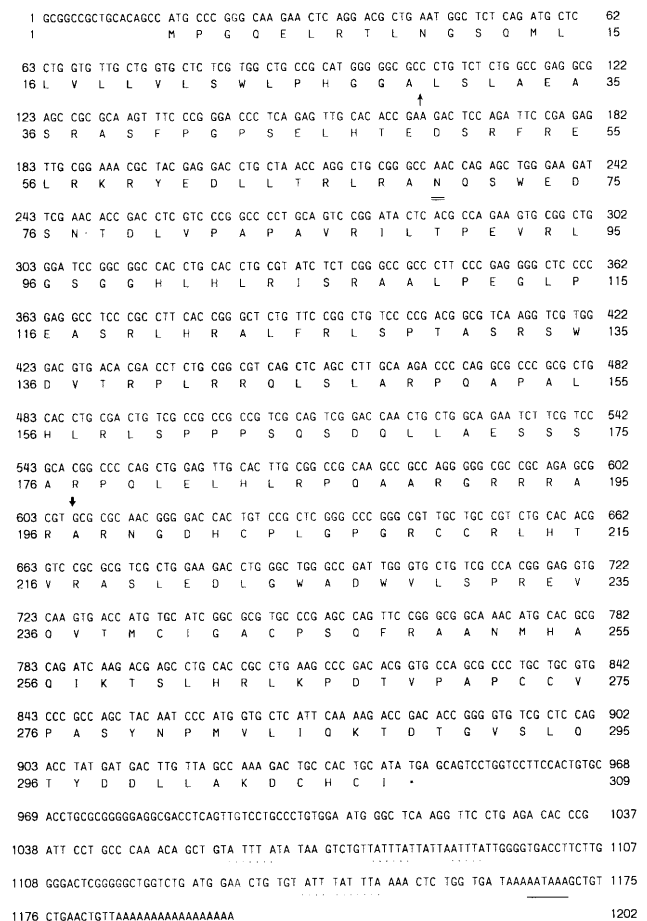 1 GCGGCCGCTGCACAGCC ATG CCC GGG CAA GAA CTC AGG ACG CTG AAT GGC TCT CAG ATG CTC 62
1 M P G Q E L R T L N G S Q M L 15
63 CTG GTG TTG CTG GTG CTC TCG TGG CTG CCG CAT GGG GGC GCC CTG TCT CTG GCC GAG GCG 122
16 L V L L V L S W L P H G G A L S L A E A 35
123 AGC CGC GCA AGT TTC CCG GGA CCC TCA GAG TTG CAC ACC GAA GAC TCC AGA TTC CGA GAG 182
36 S R A S F P G P S E L H T E D S R F R E 55
183 TTG CGG AAA CGC TAC GAG GAC CTG CTA ACC AGG CTG CGG GCC AAC CAG AGC TGG GAA GAT 242
56 L R K R Y E D L L T R L R A N Q S W E D 75
243 TCG AAC ACC GAC CTC GTC CCG GCC CCT GCA GTC CGG ATA CTC ACG CCA GAA GTG CGG CTG 302
76 S N T D L V P A P A V R I L T P E V R L 95
303 GGA TCC GGC GGC CAC CTG CAC CTG CGT ATC TCT CGG GCC GCC CTT CCC GAG GGG CTC CCC 362
96 G S G G H L H L R I S R A A L P E G L P 115
363 GAG GCC TCC CGC CTT CAC CGG GCT CTG TTC CGG CTG TCC CCG ACG GCG TCA AGG TCG TGG 422
116 E A S R L H R A L F R L S P T A S R S W 135
423 GAC GTG ACA CGA CCT CTG CGG CGT CAG CTC AGC CTT GCA AGA CCC CAG GCG CCC GCG CTG 482
136 D V T R P L R R Q L S L A R P Q A P A L 155
483 CAC CTG CGA CTG TCG CCG CCG CCG TCG CAG TCG GAC CAA CTG CTG GCA GAA TCT TCG TCC 542
156 H L R L S P P P S Q S D Q L L A E S S S 175
543 GCA CGG CCC CAG CTG GAG TTG CAC TTG CGG CCG CAA GCC GCC AGG GGG CGC CGC AGA GCG 602
176 A R P Q L E L H L R P Q A A R G R R R A 195
603 CGT GCG CGC AAC GGG GAC CAC TGT CCG CTC GGG CCC GGG CGT TGC TGC CGT CTG CAC ACG 662
196 R A R N G D H C P L G P G R C C R L H T 215
663 GTC CGC GCG TCG CTG GAA GAC CTG GGC TGG GCC GAT TGG GTG CTG TCG CCA CGG GAG GTG 722
216 V R A S L E D L G W A D W V L S P R E V 235
723 CAA GTG ACC ATG TGC ATC GGC GCG TGC CCG AGC CAG TTC CGG GCG GCA AAC ATG CAC GCG 782
236 Q V T M C I G A C P S Q F R A A N M H A 255
783 CAG ATC AAG ACG AGC CTG CAC CGC CTG AAG CCC GAC ACG GTG CCA GCG CCC TGC TGC GTG 842
256 Q I K T S L H R L K P D T V P A P C C V 275
843 CCC GCC AGC TAC AAT CCC ATG GTG CTC ATT CAA AAG ACC GAC ACC GGG GTG TCG CTC CAG 902
276 P A S Y N P M V L I Q K T D T G V S L Q 295
903 ACC TAT GAT GAC TTG TTA GCC AAA GAC TGC CAC TGC ATA TGA GCAGTCCTGGTCCTTCCACTGTGC 968
296 T Y D D L L A K D C H C I • 309
969 ACCTGCGCGGGGGAGGCGACCTCAGTTGTCCTGCCCTGTGGA ATG GGC TCA AGG TTC CTG AGA CAC CCG 1037
1038 ATT CCT GCC CAA ACA GCT GTA TTT ATA TAA GTCTGTTATTTATTATTAATTTATTGGGGTGACCTTCTTG 1107
1108 GGGACTCGGGGGCTGGTCTG ATG GAA CTG TGT ATT TAT TTA AAA CTC TGG TGA TAAAAATAAAGCTGT 1175
1176 CTGAACTGTTAAAAAAAAAAAAAAAAA 1202